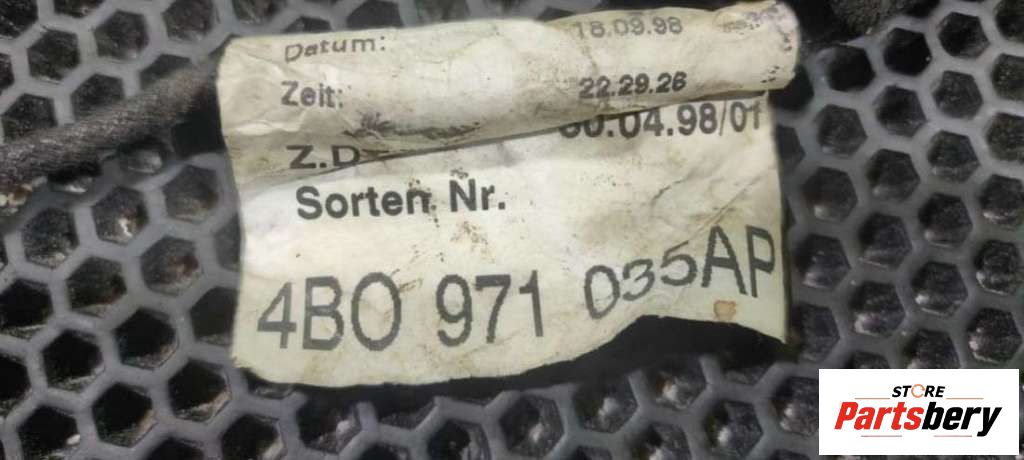 Datum: 18.09.98
Zeit: 22.29.26
Z.D 30.04.98/01
Sorten. Nr.
4B0 971 035AP
STORE
Partsbery